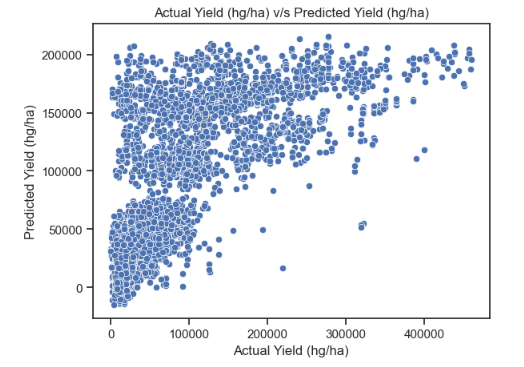 Actual Yield (hg/ha) v/s Predicted Yield (hg/ha)
200000
150000
100000
50000
0
Predicted Yield (hg/ha)
0 100000 200000 300000 400000
Actual Yield (hg/ha)